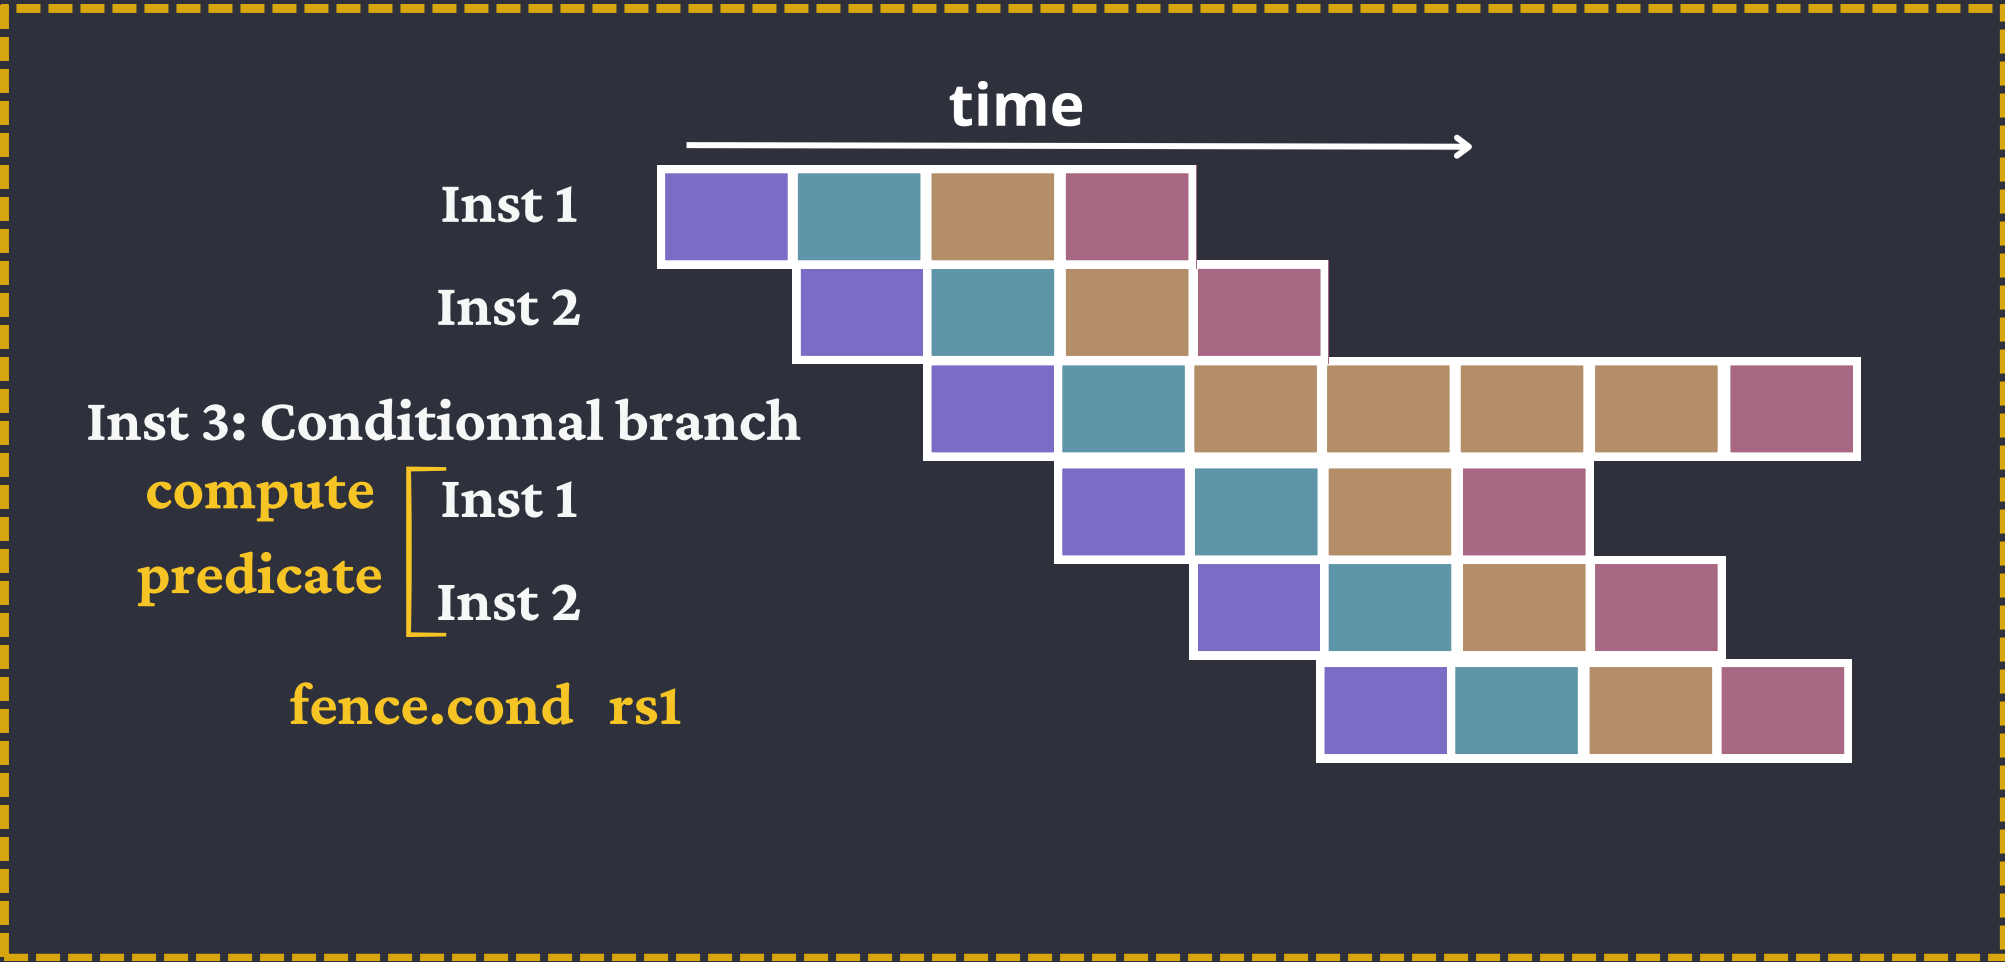 time
Inst 1
Inst 2
Inst 3: Conditionnal branch
compute
predicate
Inst 1
Inst 2
fence.cond rs1